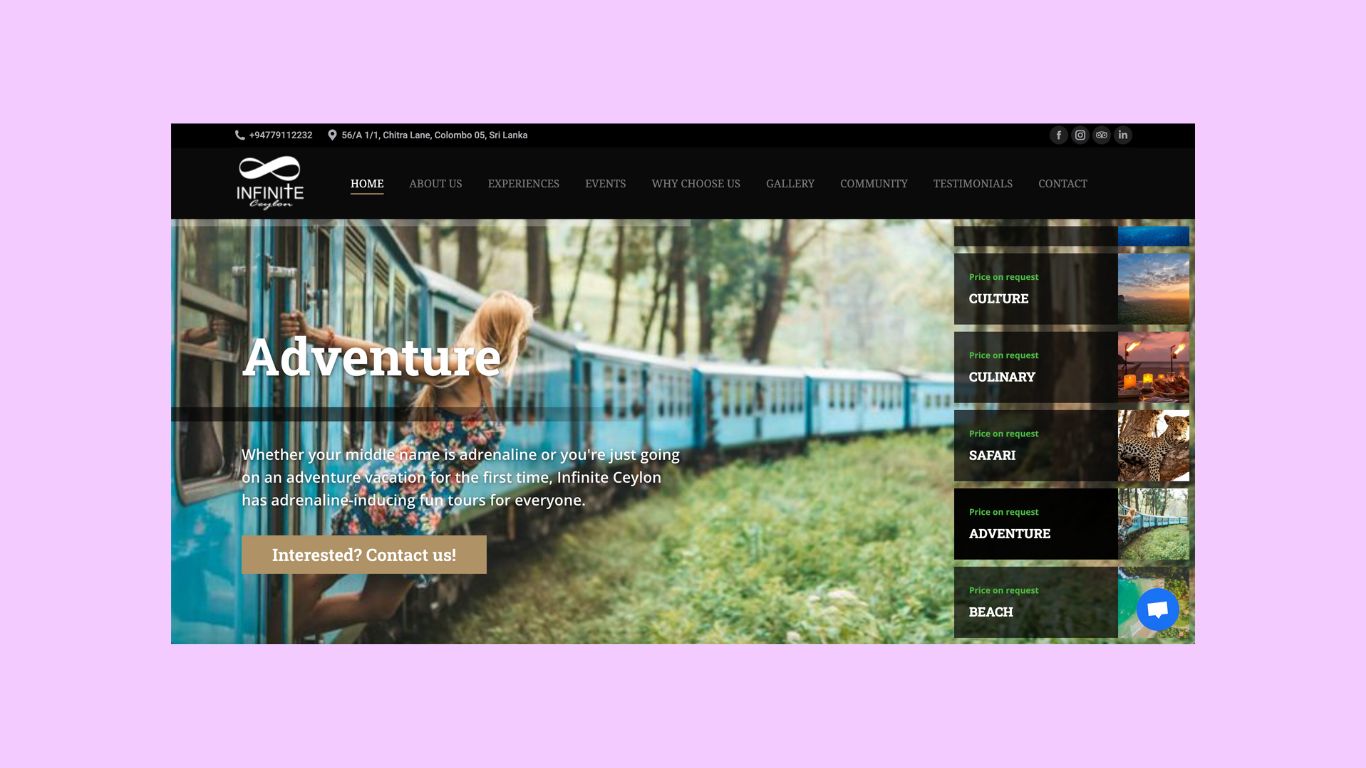 +94779112232
56/A 1/1, Chitra Lane, Colombo 05, Sri Lanka
f
in
INFINITE
Ceylon
HOME
ABOUT US
EXPERIENCES
EVENTS
WHY CHOOSE US
GALLERY
COMMUNITY
TESTIMONIALS
CONTACT
Adventure
Whether your middle name is adrenaline or you're just going
on an adventure vacation for the first time, Infinite Ceylon
has adrenaline-inducing fun tours for everyone.
Interested? Contact us!
Price on request
CULTURE
Price on request
CULINARY
Price on request
SAFARI
Price on request
ADVENTURE
Price on request
BEACH